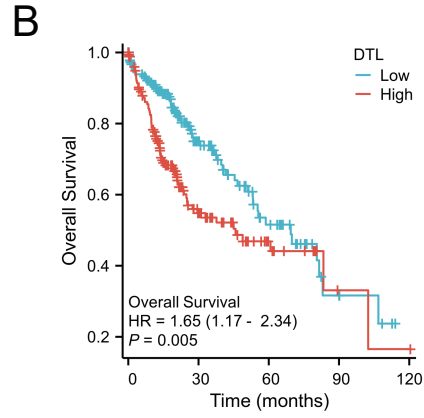 B
DTL
Low
High
Overall Survival
1.0
0.8
0.6
0.4
0.2
Overall Survival
HR = 1.65 (1.17 - 2.34)
P = 0.005
0 30 60 90 120
Time (months)